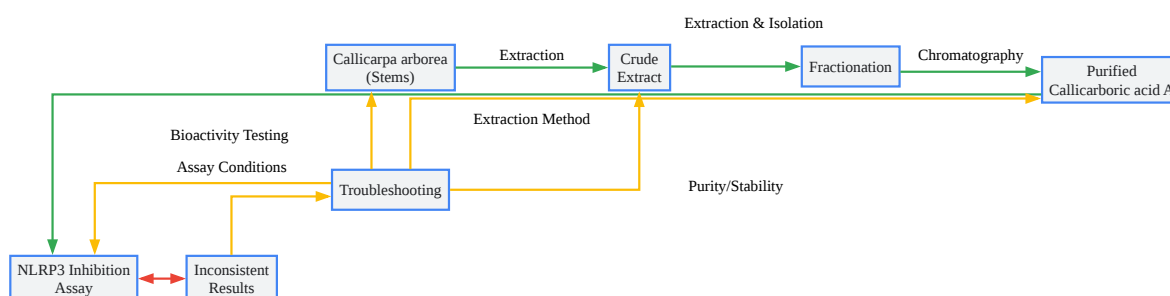 Extraction & Isolation
Callicarpa arborea
(Stems)
Extraction
Crude
Extract
Fractionation
Chromatography
Purified
Callicarboric acid A
Extraction Method
Bioactivity Testing
Assay Conditions
Troubleshooting
Purity/Stability
NLRP3 Inhibition
Assay
Inconsistent
Results